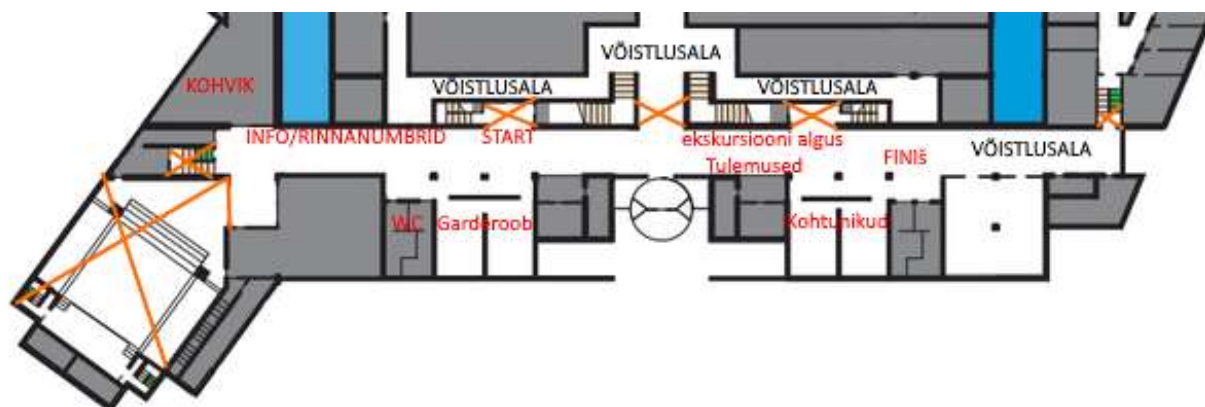 VÕISTLUSALA
KOHVIK
VÕISTLUSALA
VÕISTLUSALA
INFO/RINNANUMBRID
START
ekskursiooni algus
Tulemused
FINIš
VÕISTLUSALA
WC
Garderoob
Kohtunikud